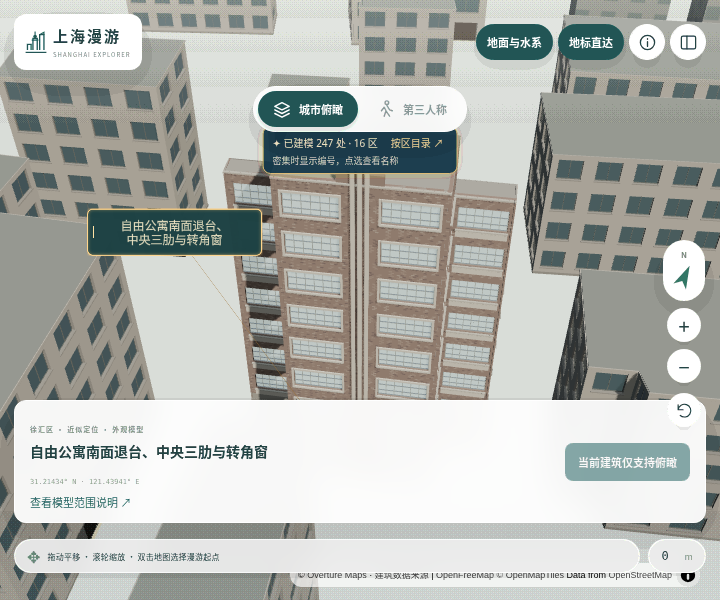 上海漫游
SHANGHAI EXPLORER
地面与水系
地标直达
城市俯瞰
第三人称
✦ 已建模 247 处 · 16 区 按区目录 ↗
密集时显示编号，点选查看名称
自由公寓南面退台、
中央三肋与转角窗
N
+
−
徐汇区 · 近似定位 · 外观模型
自由公寓南面退台、中央三肋与转角窗
31.21434° N · 121.43941° E
查看模型范围说明 ↗
当前建筑仅支持俯瞰
拖动平移 · 滚轮缩放 · 双击地图选择漫游起点
0 m
© Overture Maps · 建筑数据来源 | OpenFreeMap © OpenMapTiles Data from OpenStreetMap